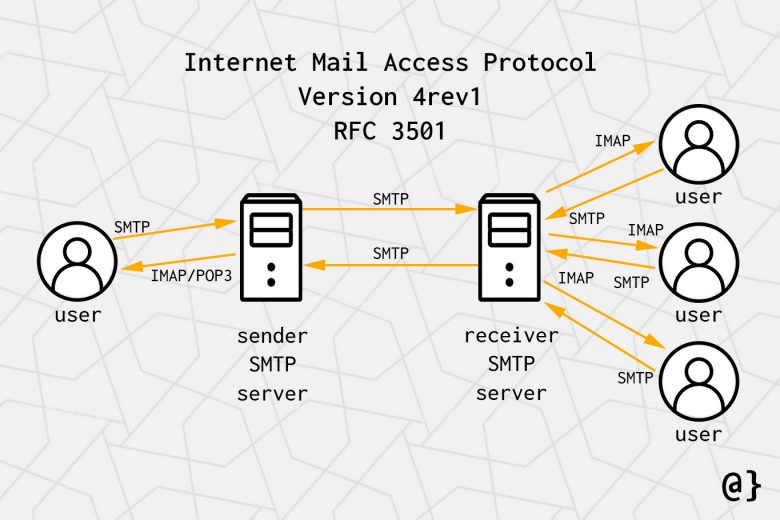 Internet Mail Access Protocol
Version 4rev1
RFC 3501
IMAP
user
SMTP
SMTP
SMTP
IMAP
SMTP
IMAP/POP3
SMTP
IMAP
user
user
sender
SMTP
server
receiver
SMTP
server
SMTP
user
@}